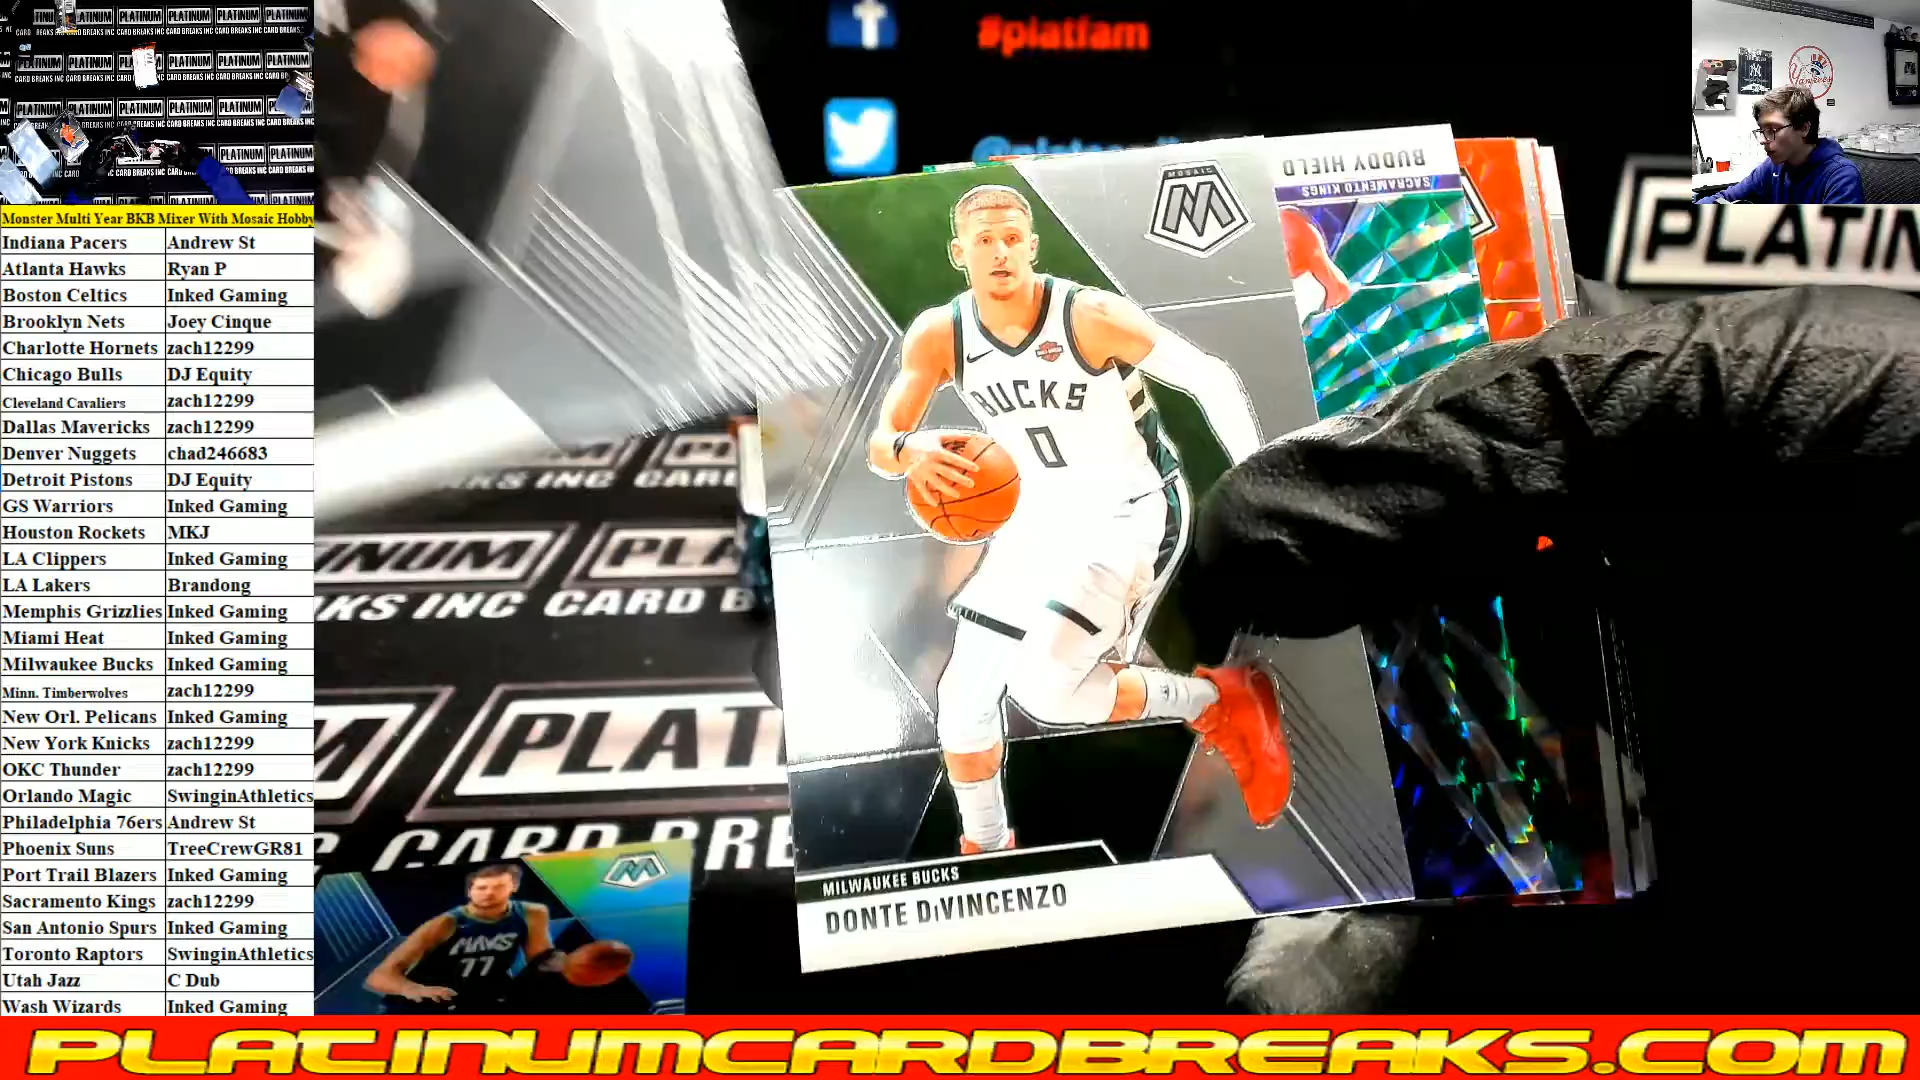 Monster Multi Year BKB Mixer With Mosaic Hobby
Indiana Pacers Andrew St
Atlanta Hawks Ryan P
Boston Celtics Inked Gaming
Brooklyn Nets Joey Cinque
Charlotte Hornets zach12299
Chicago Bulls DJ Equity
Cleveland Cavaliers zach12299
Dallas Mavericks zach12299
Denver Nuggets chad246683
Detroit Pistons DJ Equity
GS Warriors Inked Gaming
Houston Rockets MKJ
LA Clippers Inked Gaming
LA Lakers Brandong
Memphis Grizzlies Inked Gaming
Miami Heat Inked Gaming
Milwaukee Bucks Inked Gaming
Minn. Timberwolves zach12299
New Orl. Pelicans Inked Gaming
New York Knicks zach12299
OKC Thunder zach12299
Orlando Magic SwinginAthletics
Philadelphia 76ers Andrew St
Phoenix Suns TreeCrewGR81
Port Trail Blazers Inked Gaming
Sacramento Kings zach12299
San Antonio Spurs Inked Gaming
Toronto Raptors SwinginAthletics
Utah Jazz C Dub
Wash Wizards Inked Gaming
#platfam
MOSAIC
BUDDY HIELD
SACRAMENTO KINGS
BUCKS
0
MILWAUKEE BUCKS
DONTE DiVINCENZO
MAVS
77
PLATIN
Yankees
PLATINUM
CARD BREAKS INC
PLATINUMCARDBREAKS.COM